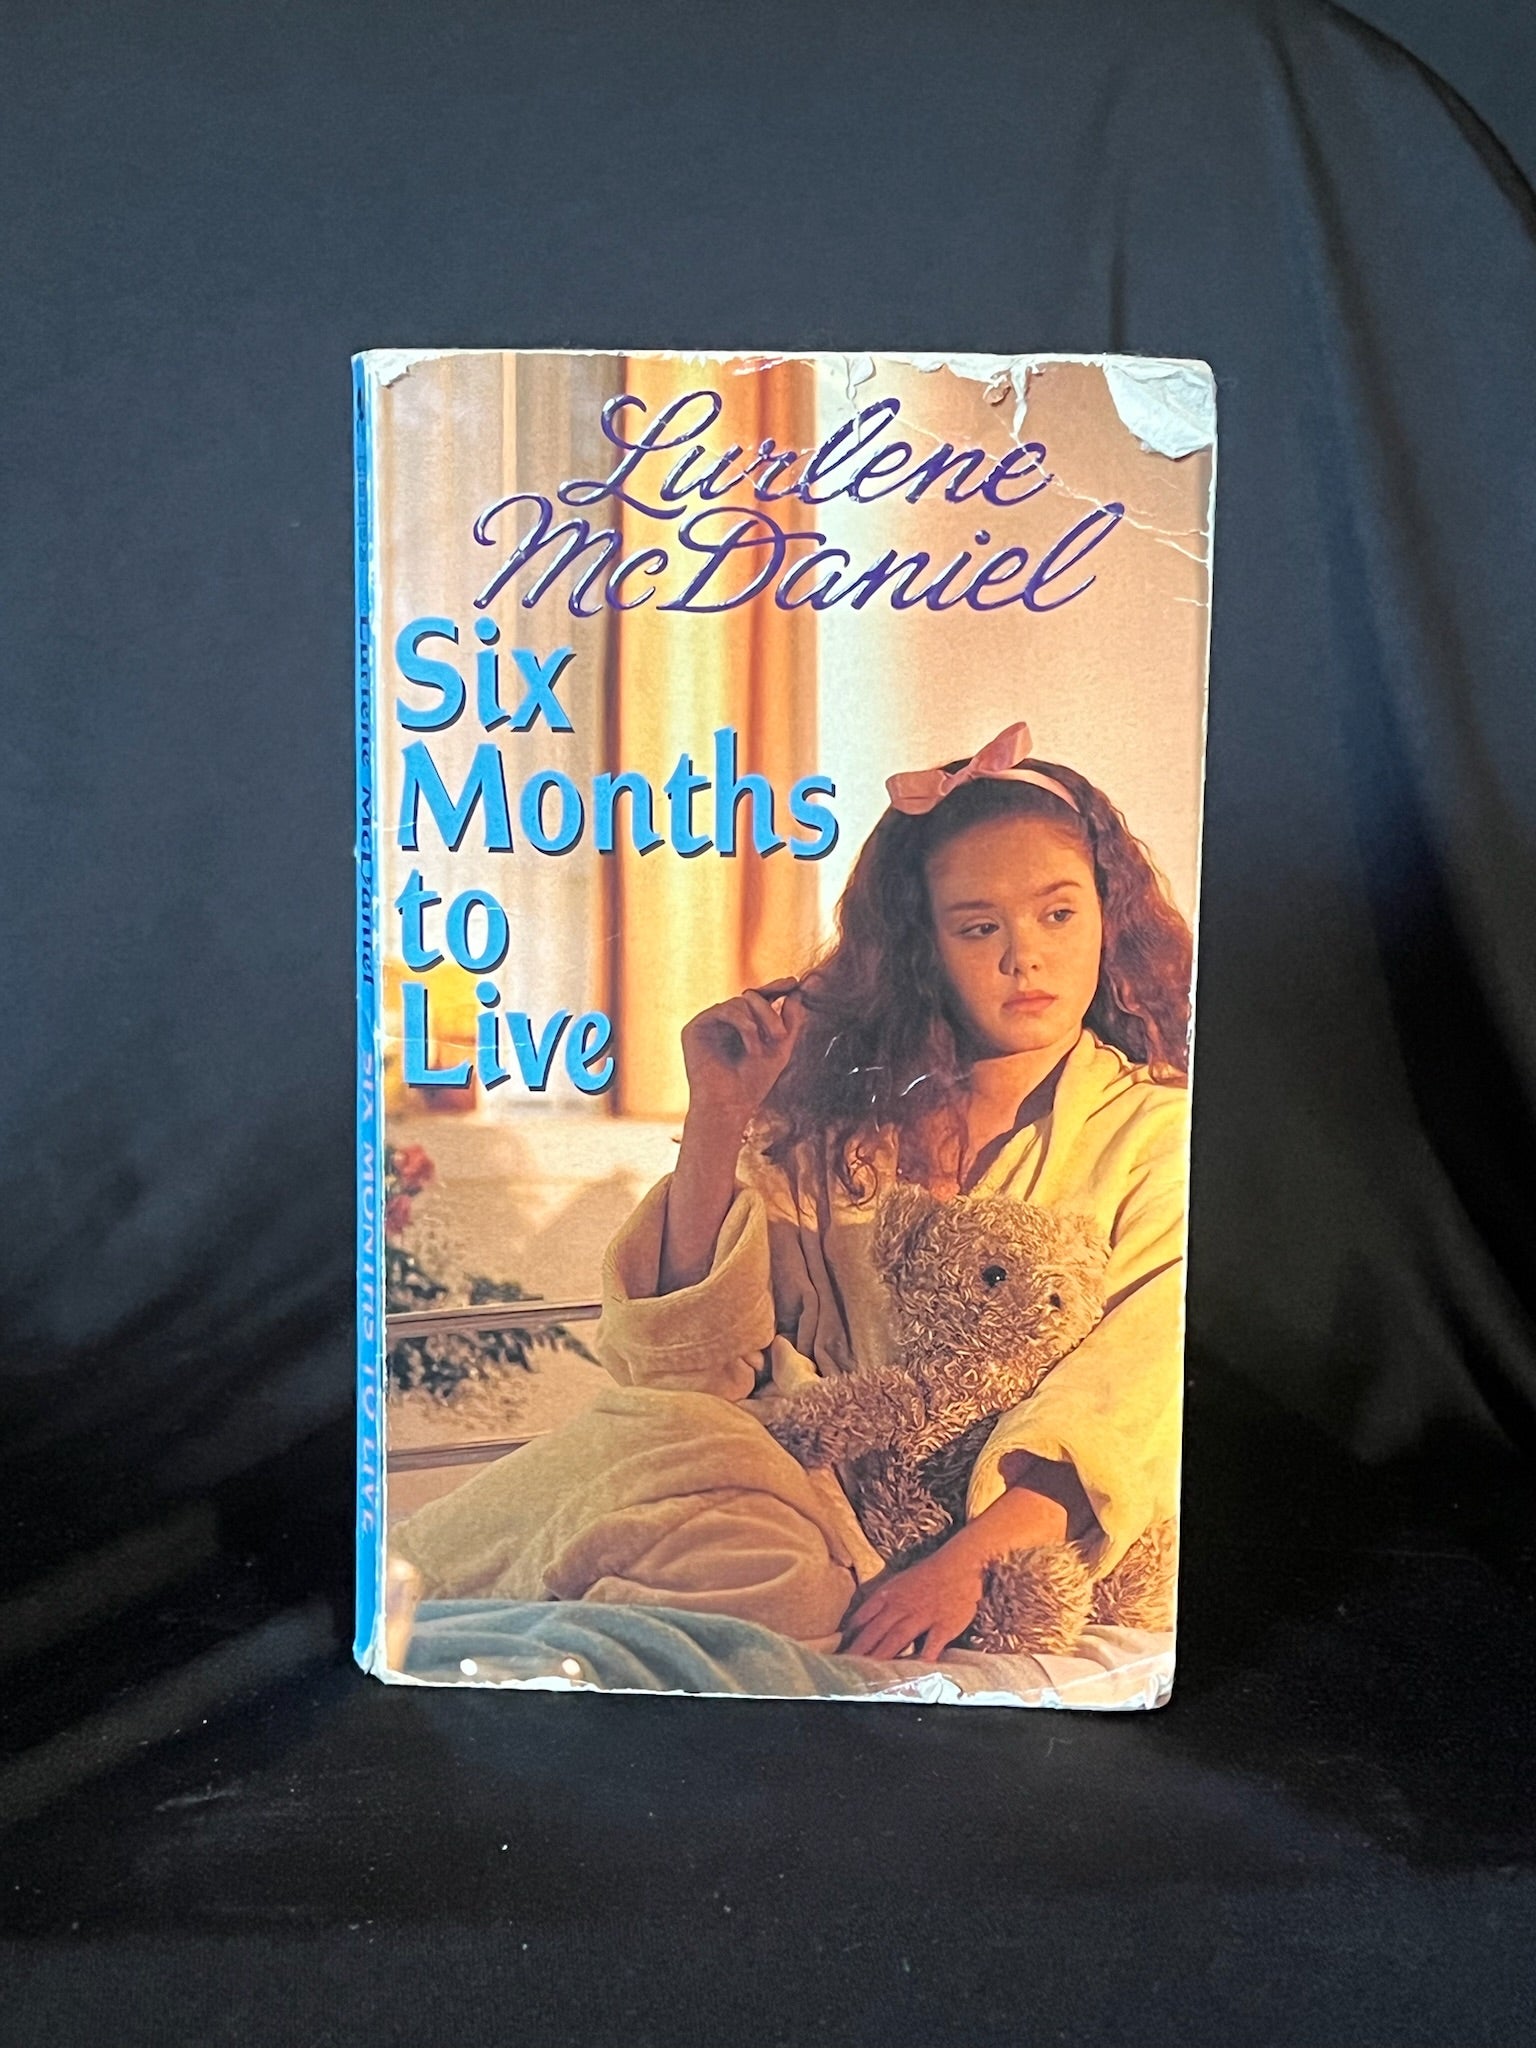 Lurlene
McDaniel
Six
Months
to
Live
Lurlene McDaniel
SIX MONTHS TO LIVE